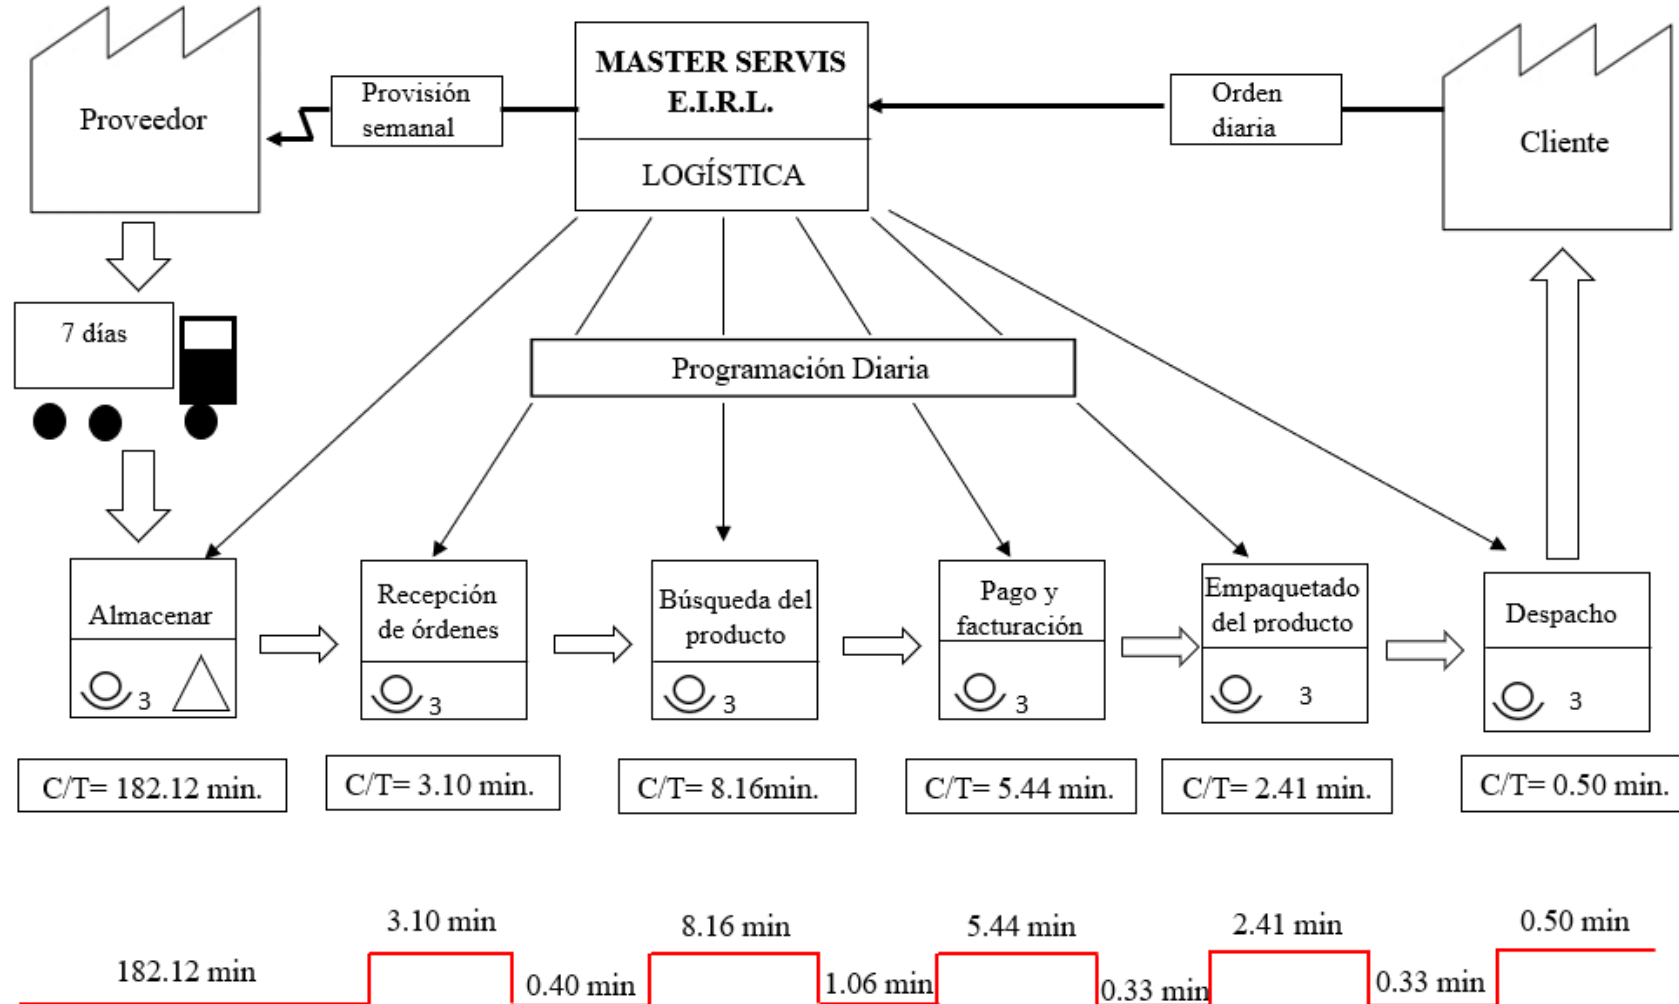 Proveedor
Provisión
semanal
MASTER SERVIS
E.I.R.L.
LOGÍSTICA
Orden
diaria
Cliente
7 días
Programación Diaria
Almacenar
3
Recepción
de órdenes
3
Búsqueda del
producto
3
Pago y
facturación
3
Empaquetado
del producto
3
Despacho
3
C/T= 182.12 min.
C/T= 3.10 min.
C/T= 8.16min.
C/T= 5.44 min.
C/T= 2.41 min.
C/T= 0.50 min.
182.12 min
3.10 min
0.40 min
8.16 min
1.06 min
5.44 min
0.33 min
2.41 min
0.33 min
0.50 min